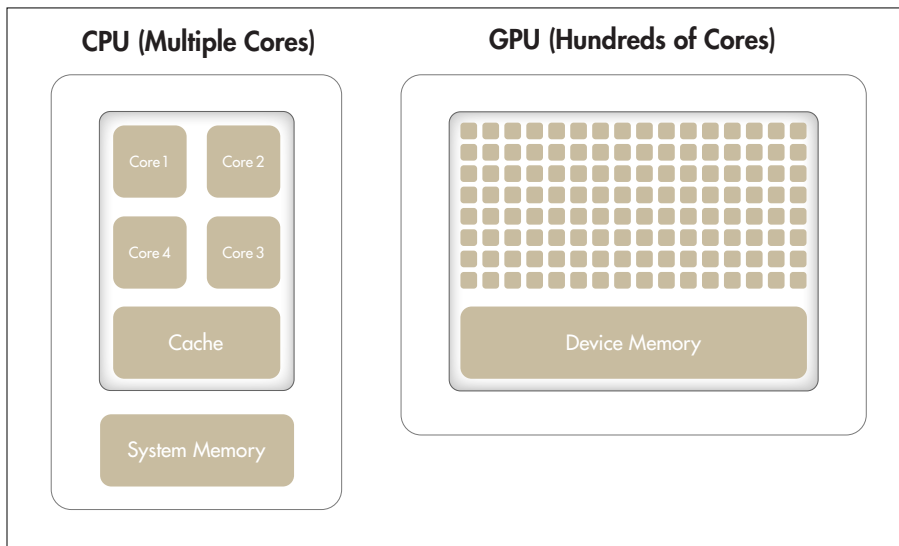 CPU (Multiple Cores)
GPU (Hundreds of Cores)
Core 1
Core 2
Core 4
Core 3
Cache
Device Memory
System Memory